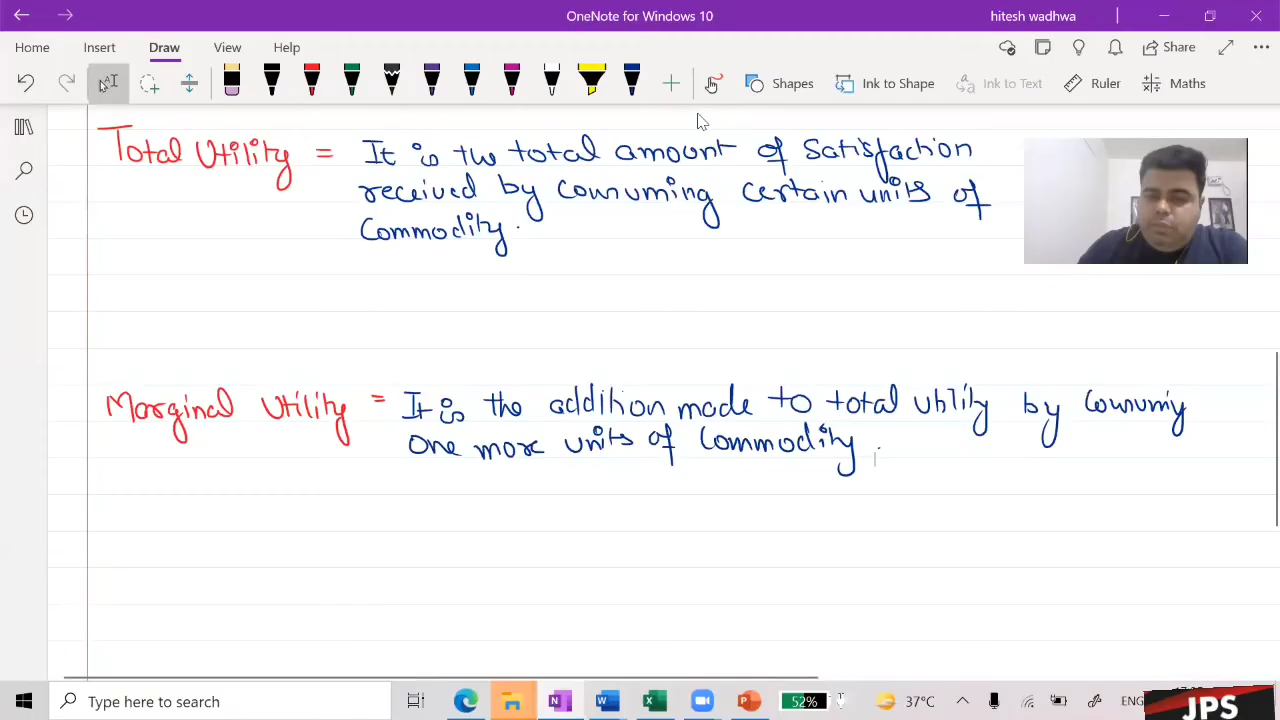 OneNote for Windows 10
hitesh wadhwa
Home Insert Draw View Help
Share
Shapes Ink to Shape Ink to Text Ruler Maths
Total Utility = It is the total amount of Satisfaction
received by consuming certain units of
Commodity.
Marginal Utility = It is the addition made to total utility by consuming
one more units of Commodity.
Type here to search
52%
37°C
ENG
JPS